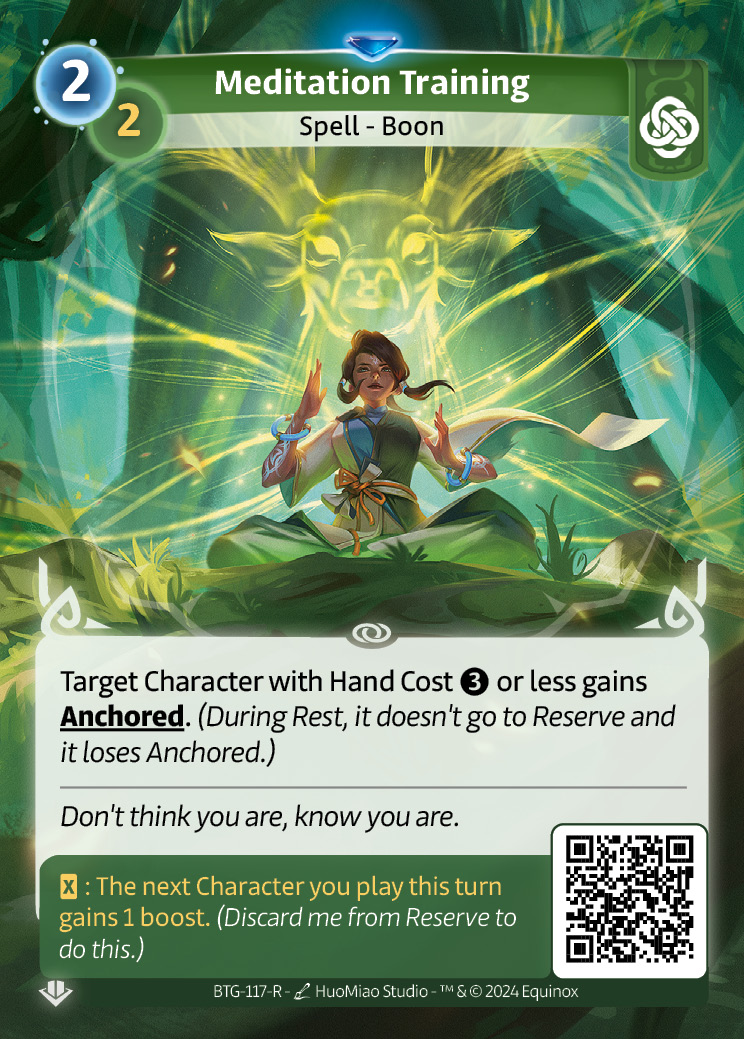 2
Meditation Training
2
Spell - Boon
Target Character with Hand Cost 3 or less gains
Anchored. (During Rest, it doesn't go to Reserve and
it loses Anchored.)
Don't think you are, know you are.
X : The next Character you play this turn
gains 1 boost. (Discard me from Reserve to
do this.)
BTG-117-R - HuoMiao Studio - ™ & © 2024 Equinox